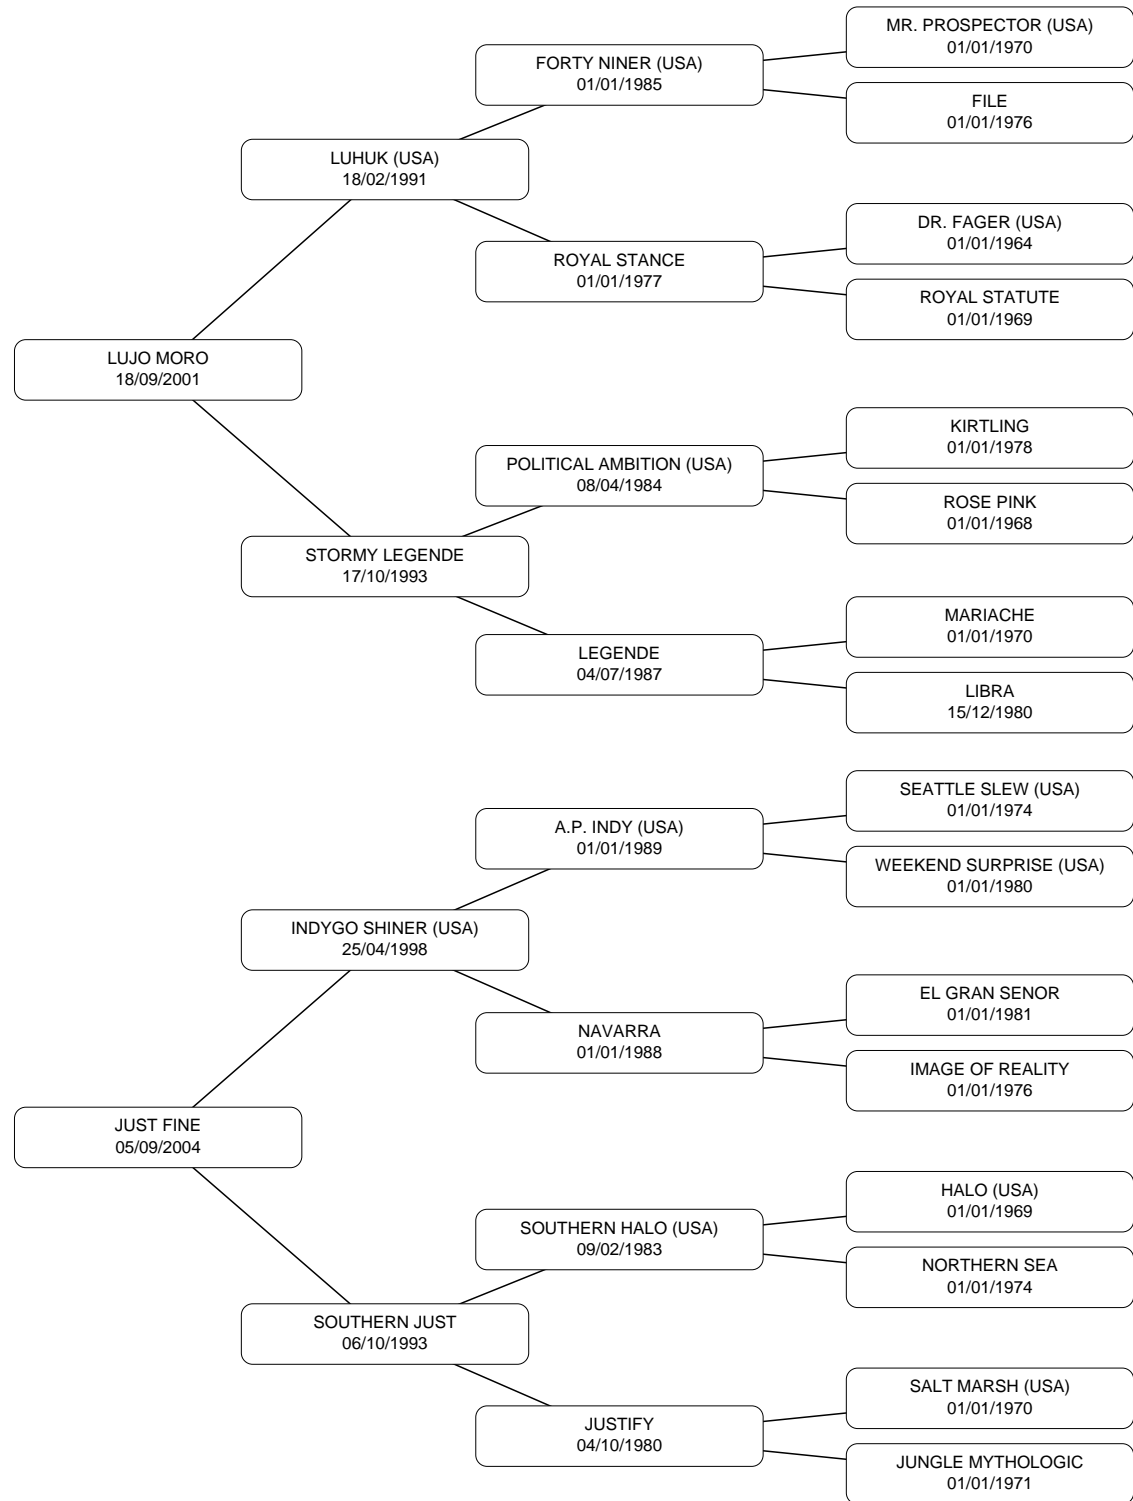 MR. PROSPECTOR (USA)
01/01/1970
FORTY NINER (USA)
01/01/1985
FILE
01/01/1976
LUHUK (USA)
18/02/1991
DR. FAGER (USA)
01/01/1964
ROYAL STANCE
01/01/1977
ROYAL STATUTE
01/01/1969
LUJO MORO
18/09/2001
KIRTLING
01/01/1978
POLITICAL AMBITION (USA)
08/04/1984
ROSE PINK
01/01/1968
STORMY LEGENDE
17/10/1993
MARIACHE
01/01/1970
LEGENDE
04/07/1987
LIBRA
15/12/1980
SEATTLE SLEW (USA)
01/01/1974
A.P. INDY (USA)
01/01/1989
WEEKEND SURPRISE (USA)
01/01/1980
INDYGO SHINER (USA)
25/04/1998
EL GRAN SENOR
01/01/1981
NAVARRA
01/01/1988
IMAGE OF REALITY
01/01/1976
JUST FINE
05/09/2004
HALO (USA)
01/01/1969
SOUTHERN HALO (USA)
09/02/1983
NORTHERN SEA
01/01/1974
SOUTHERN JUST
06/10/1993
SALT MARSH (USA)
01/01/1970
JUSTIFY
04/10/1980
JUNGLE MYTHOLOGIC
01/01/1971